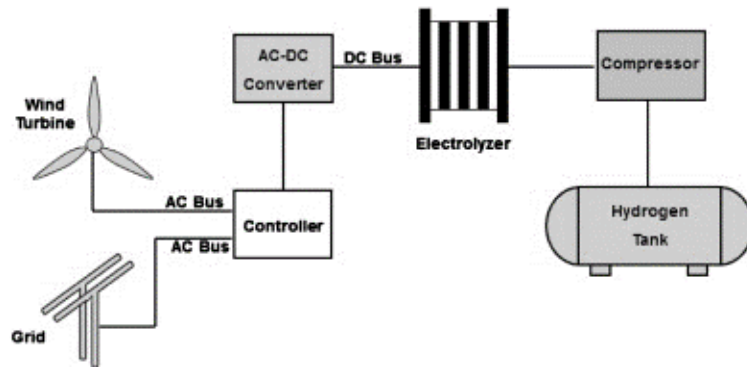 AC-DC
Converter
DC Bus
Compressor
Wind
Turbine
Electrolyzer
AC Bus
Controller
AC Bus
Hydrogen
Tank
Grid